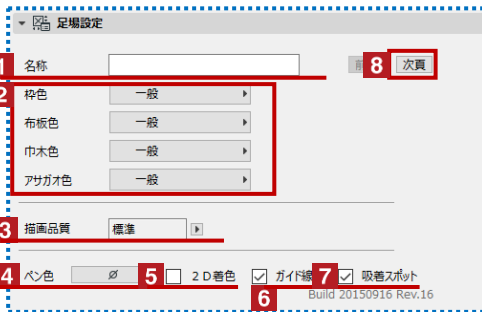 足場設定
1 名称 前 8 次頁
2 枠色 一般
布板色 一般
巾木色 一般
アサガオ色 一般
3 描画品質 標準
4 ペン色 ø 5 2D着色 ガイド線 7 吸着スポット
6 Build 20150916 Rev.16